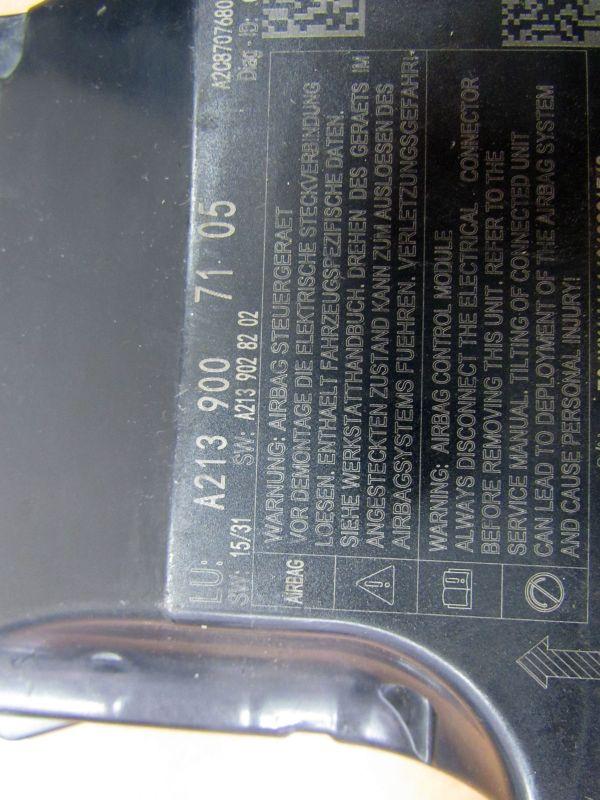 A2C8707680
Diag - ID:
LU: A213 900 71 05
SW: 15/31 SW: A213 902 82 02
AIRBAG
WARNUNG: AIRBAG STEUERGERAET
VOR DEMONTAGE DIE ELEKTRISCHE STECKVERBINDUNG
LOESEN. ENTHAELT FAHRZEUGSPEZIFISCHE DATEN.
SIEHE WERKSTATTHANDBUCH. DREHEN DES GERAETS IM
ANGESTECKTEN ZUSTAND KANN ZUM AUSLOESEN DES
AIRBAGSYSTEMS FUEHREN. VERLETZUNGSGEFAHR!
WARNING: AIRBAG CONTROL MODULE
ALWAYS DISCONNECT THE ELECTRICAL CONNECTOR
BEFORE REMOVING THIS UNIT. REFER TO THE
SERVICE MANUAL. TILTING OF CONNECTED UNIT
CAN LEAD TO DEPLOYMENT OF THE AIRBAG SYSTEM
AND CAUSE PERSONAL INJURY!